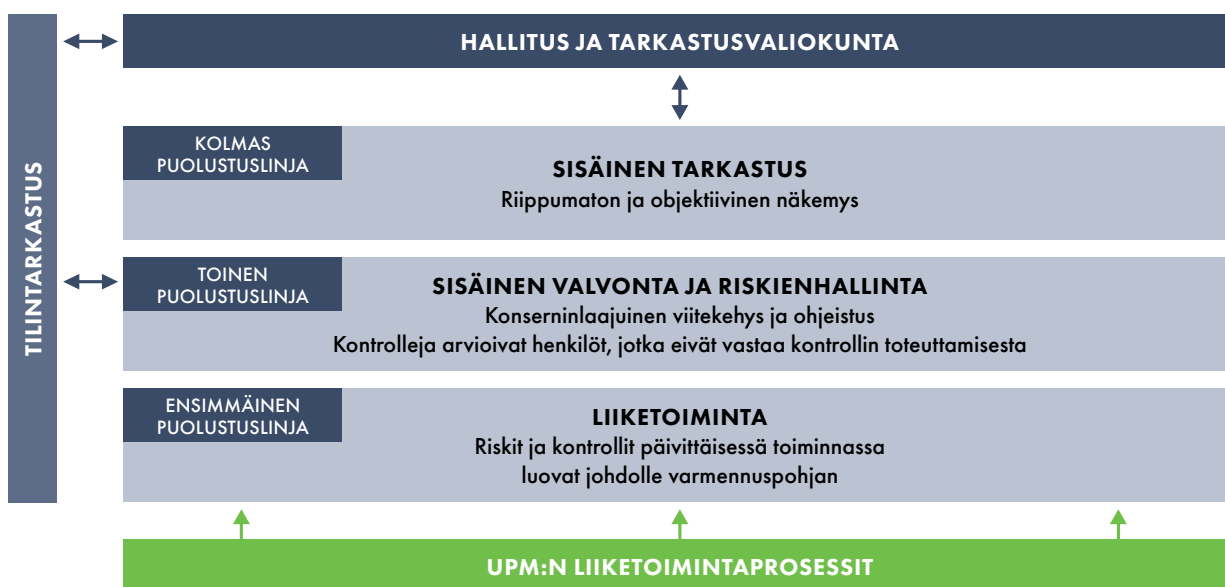 TILINTARKASTUS
HALLITUS JA TARKASTUSVALIOKUNTA
KOLMAS
PUOLUSTUSLINJA
SISÄINEN TARKASTUS
Riippumaton ja objektiivinen näkemys
TOINEN
PUOLUSTUSLINJA
SISÄINEN VALVONTA JA RISKIENHALLINTA
Konserninlaajuinen viitekehys ja ohjeistus
Kontrolleja arvioivat henkilöt, jotka eivät vastaa kontrollin toteuttamisesta
ENSIMMÄINEN
PUOLUSTUSLINJA
LIIKETOIMINTA
Riskit ja kontrollit päivittäisessä toiminnassa
luovat johdolle varmennuspohjan
UPM:N LIIKETOIMINTAPROSESSIT